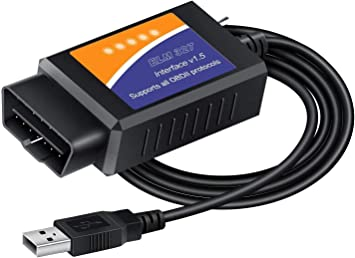 ELM 327
Interface v1.5
Supports all OBDII protocols